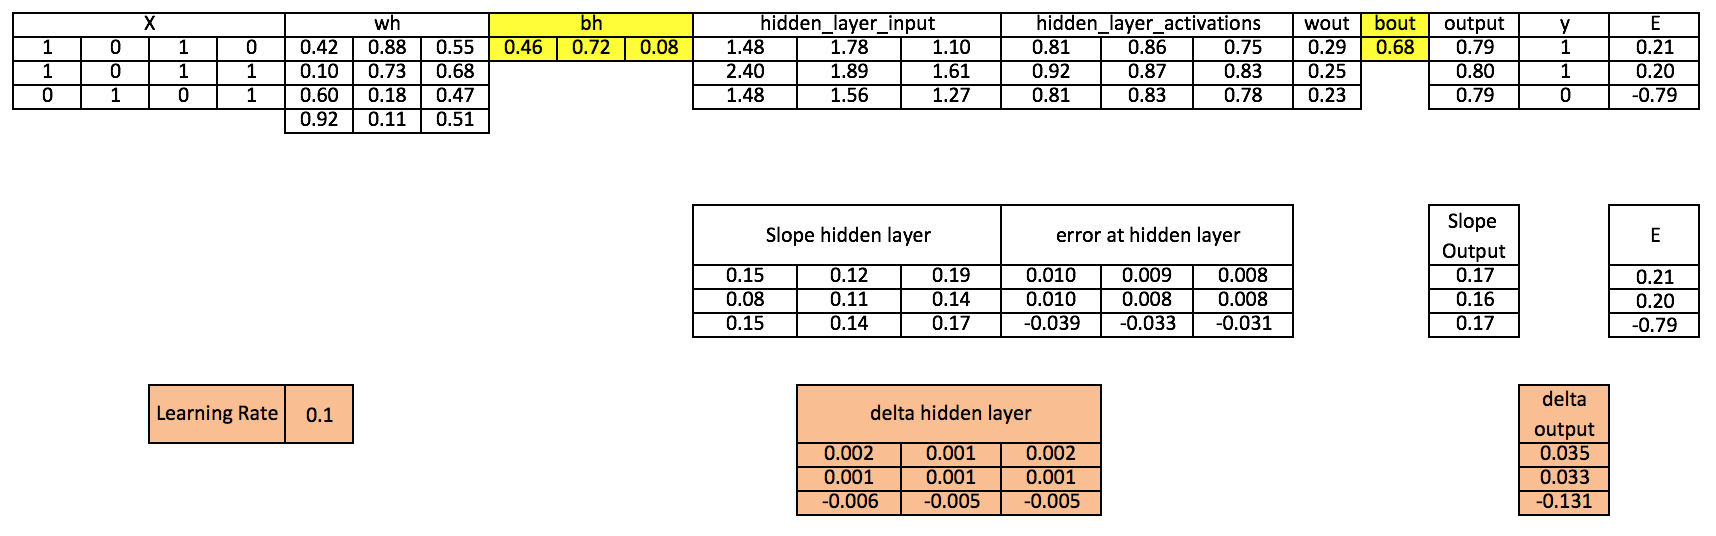 X wh bh hidden_layer_input hidden_layer_activations wout bout output y E
1 0 1 0 0.42 0.88 0.55 0.46 0.72 0.08 1.48 1.78 1.10 0.81 0.86 0.75 0.29 0.68 0.79 1 0.21
1 0 1 1 0.10 0.73 0.68 2.40 1.89 1.61 0.92 0.87 0.83 0.25 0.80 1 0.20
0 1 0 1 0.60 0.18 0.47 1.48 1.56 1.27 0.81 0.83 0.78 0.23 0.79 0 -0.79
0.92 0.11 0.51
Slope hidden layer error at hidden layer Slope
Output E
0.15 0.12 0.19 0.010 0.009 0.008 0.17 0.21
0.08 0.11 0.14 0.010 0.008 0.008 0.16 0.20
0.15 0.14 0.17 -0.039 -0.033 -0.031 0.17 -0.79
Learning Rate 0.1 delta hidden layer delta
output
0.002 0.001 0.002 0.035
0.001 0.001 0.001 0.033
-0.006 -0.005 -0.005 -0.131